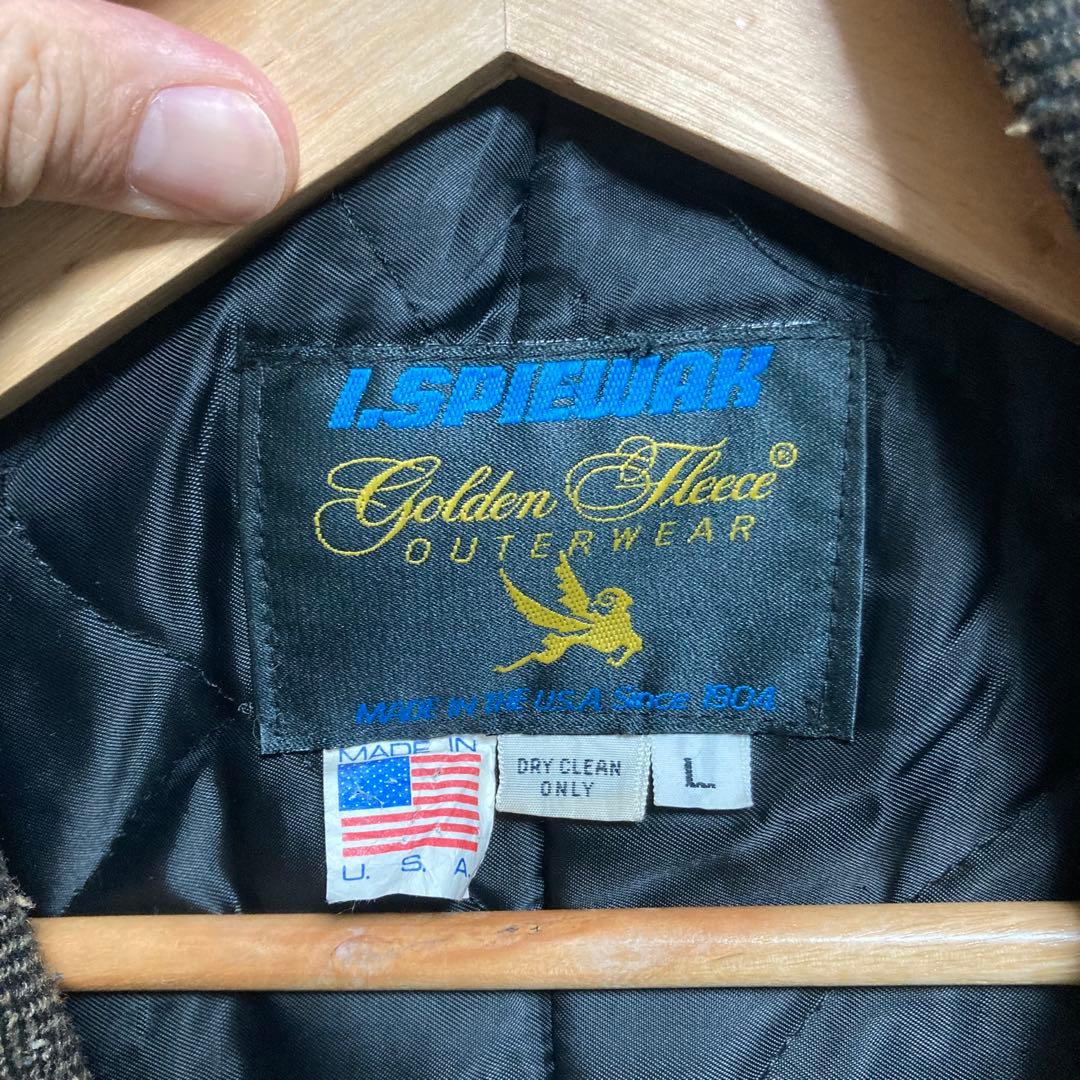 I.SPIEWAK
Golden Fleece®
OUTERWEAR
MADE IN THE U.S.A Since 1904
MADE IN
U. S. A.
DRY CLEAN
ONLY
L